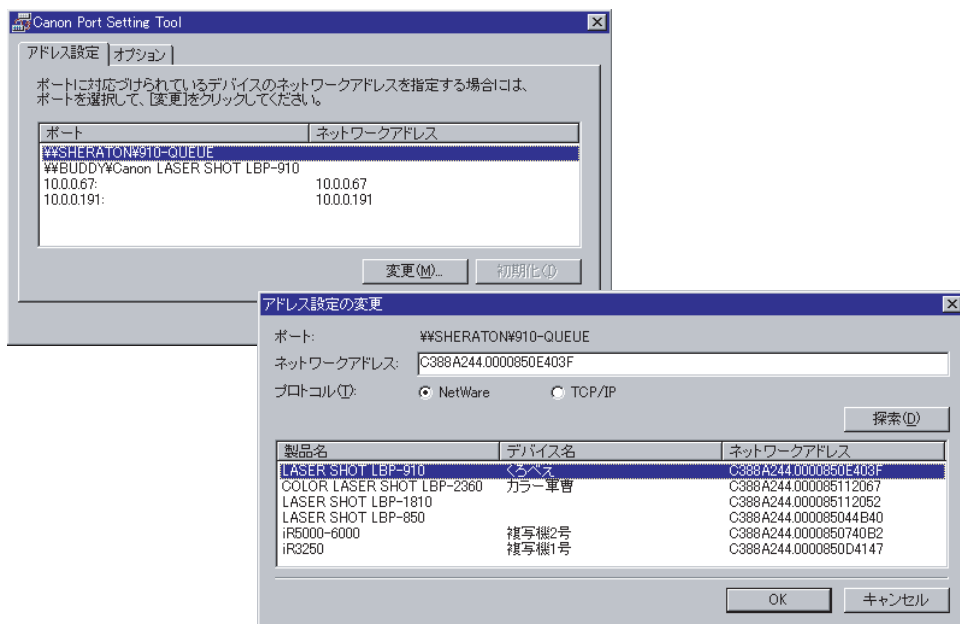 Canon Port Setting Tool
アドレス設定 オプション
ポートに対応づけられているデバイスのネットワークアドレスを指定する場合には、
ポートを選択して、[変更]をクリックしてください。
ポート ネットワークアドレス
¥¥SHERATON¥910-QUEUE
¥¥BUDDY¥Canon LASER SHOT LBP-910
10.0.0.67: 10.0.0.67
10.0.0.191: 10.0.0.191
変更(M)... 初期化(I)
アドレス設定の変更
ポート: ¥¥SHERATON¥910-QUEUE
ネットワークアドレス: C388A244.0000850E403F
プロトコル(T): NetWare TCP/IP
探索(D)
製品名 デバイス名 ネットワークアドレス
LASER SHOT LBP-910 くろべえ C388A244.0000850E403F
COLOR LASER SHOT LBP-2360 カラー軍曹 C388A244.000085112067
LASER SHOT LBP-1810 C388A244.000085112052
LASER SHOT LBP-850 C388A244.000085044B40
iR5000-6000 複写機2号 C388A244.0000850740B2
iR3250 複写機1号 C388A244.0000850D4147
OK キャンセル